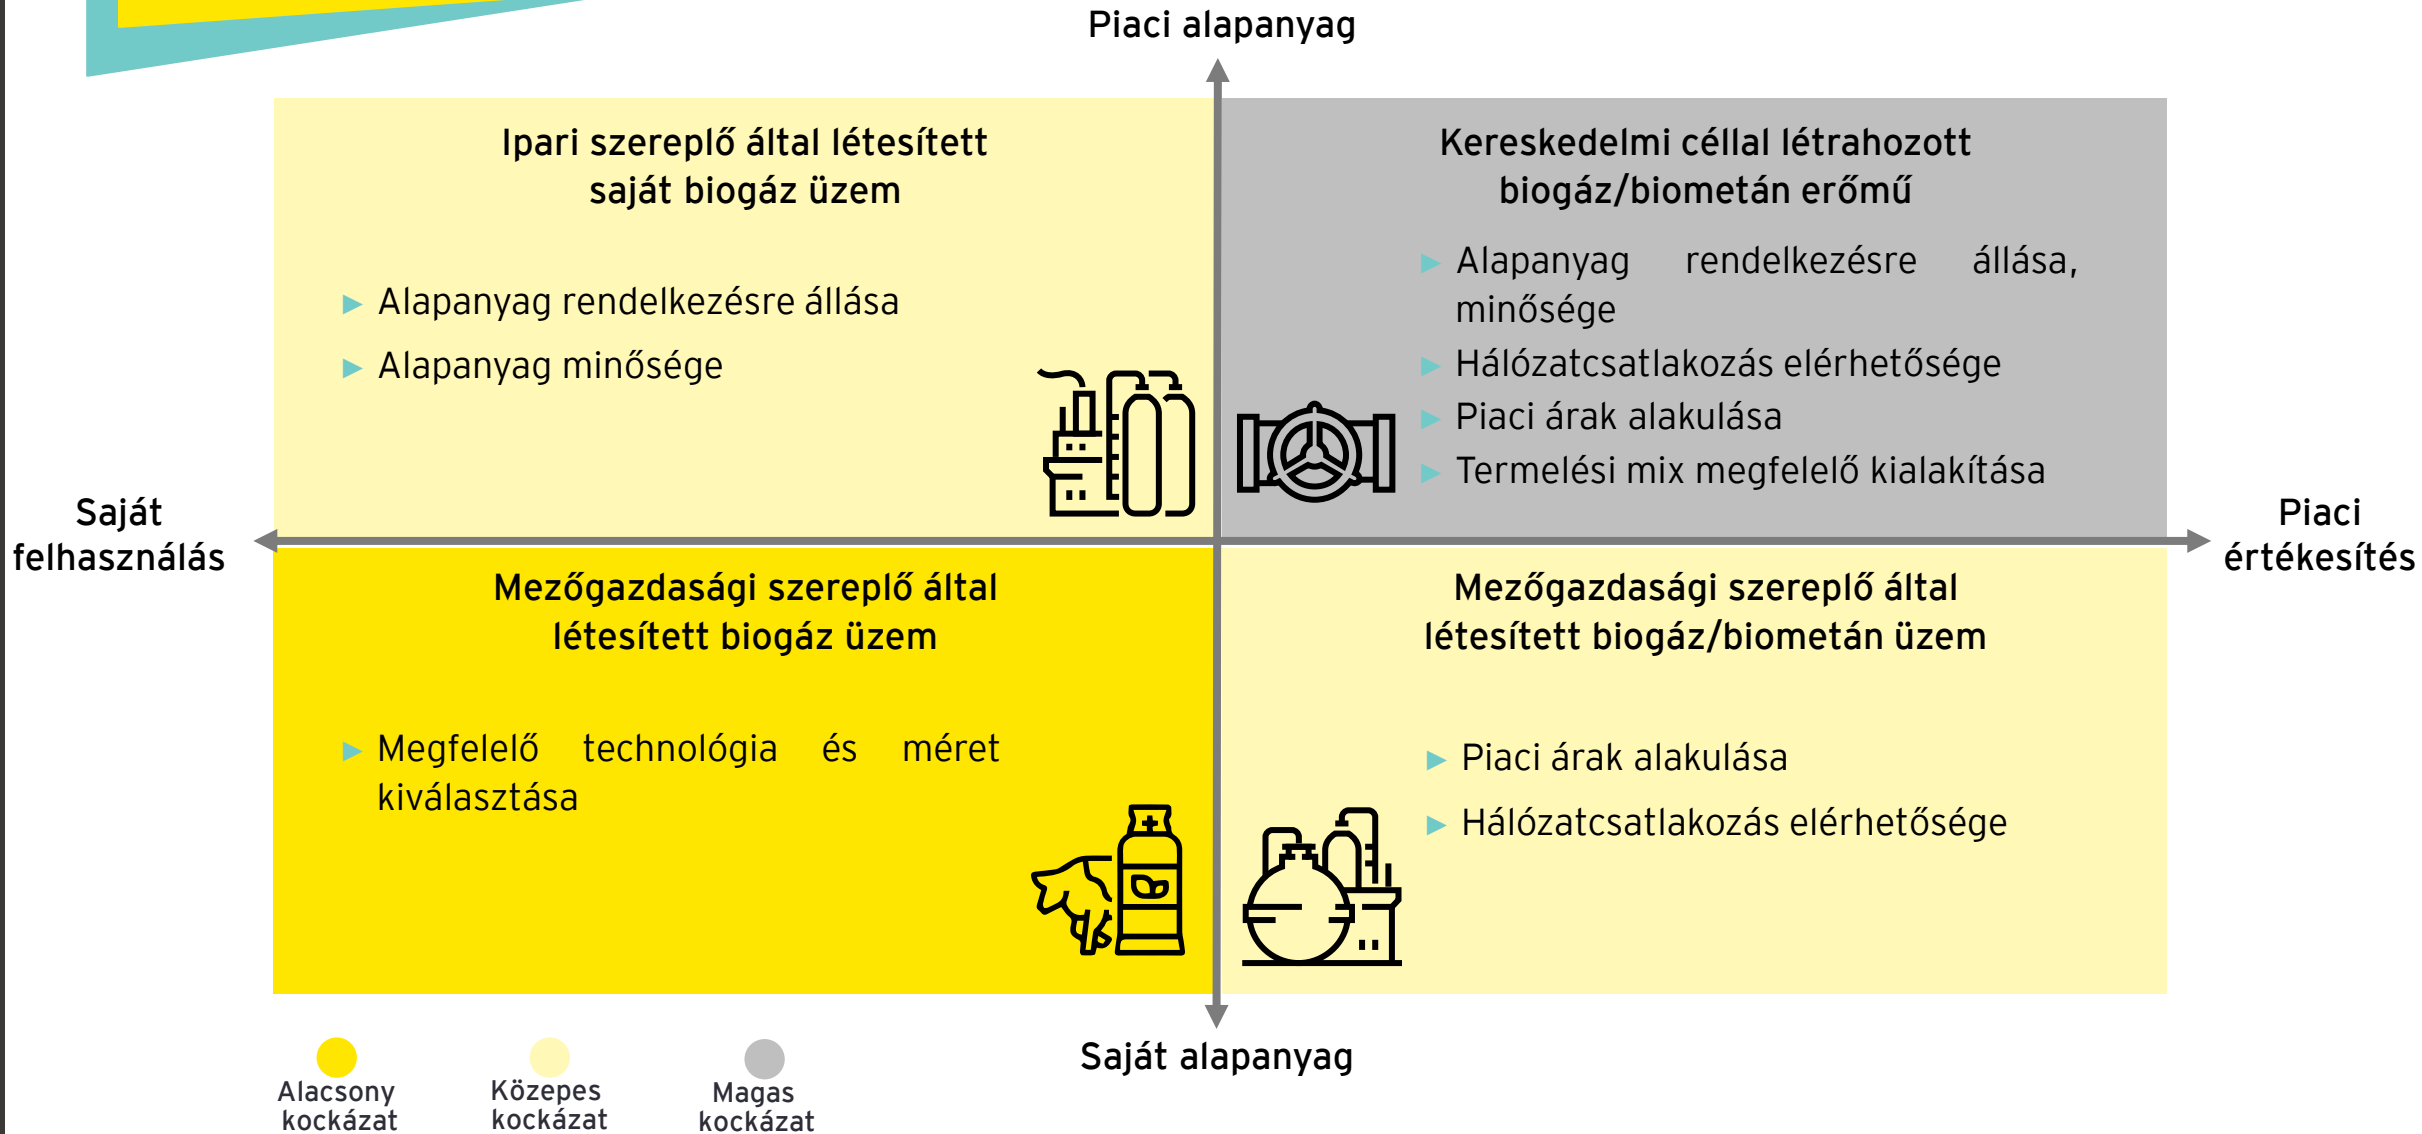 Piaci alapanyag
Ipari szereplő által létesített
saját biogáz üzem
► Alapanyag rendelkezésre állása
► Alapanyag minősége
Kereskedelmi céllal létrahozott
biogáz/biometán erőmű
► Alapanyag rendelkezésre állása,
minősége
► Hálózatcsatlakozás elérhetősége
► Piaci árak alakulása
► Termelési mix megfelelő kialakítása
Saját
felhasználás
Piaci
értékesítés
Mezőgazdasági szereplő által
létesített biogáz üzem
► Megfelelő technológia és méret
kiválasztása
Mezőgazdasági szereplő által
létesített biogáz/biometán üzem
► Piaci árak alakulása
► Hálózatcsatlakozás elérhetősége
Saját alapanyag
Alacsony
kockázat
Közepes
kockázat
Magas
kockázat